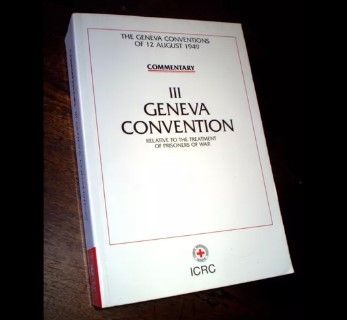 THE GENEVA CONVENTIONS
OF 12 AUGUST 1949
COMMENTARY
III
GENEVA
CONVENTION
RELATIVE TO THE TREATMENT
OF PRISONERS OF WAR
ICRC